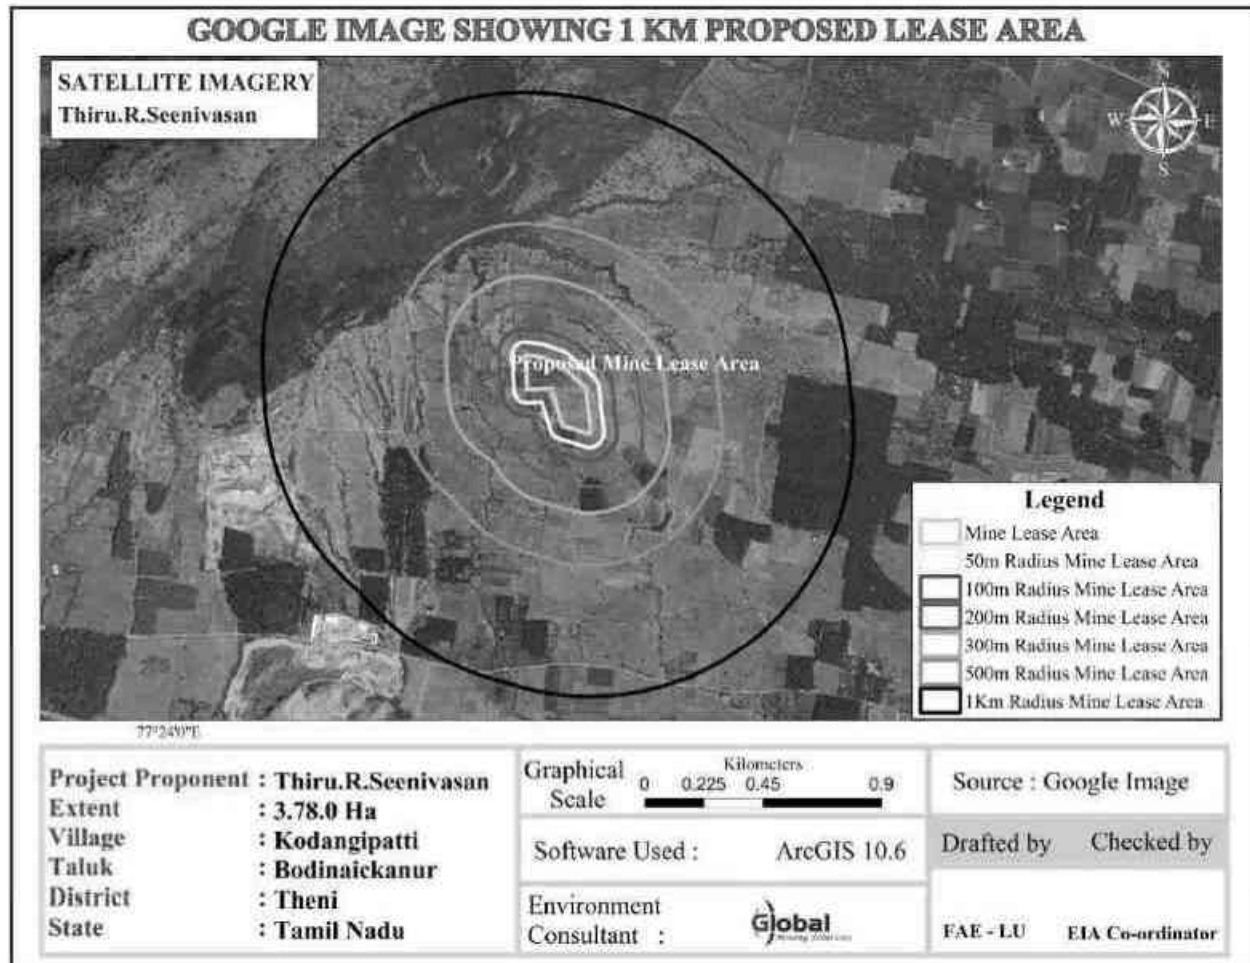 GOOGLE IMAGE SHOWING 1 KM PROPOSED LEASE AREA
SATELLITE IMAGERY
Thiru.R.Seenivasan
N
W E
S
Proposed Mine Lease Area
Legend
Mine Lease Area
50m Radius Mine Lease Area
100m Radius Mine Lease Area
200m Radius Mine Lease Area
300m Radius Mine Lease Area
500m Radius Mine Lease Area
1Km Radius Mine Lease Area
77°24'0"E
Project Proponent : Thiru.R.Seenivasan
Extent : 3.78.0 Ha
Village : Kodangipatti
Taluk : Bodinaickanur
District : Theni
State : Tamil Nadu
Graphical Scale
Kilometers
0 0.225 0.45 0.9
Software Used : ArcGIS 10.6
Environment
Consultant :
Global
Source : Google Image
Drafted by Checked by
FAE - LU EIA Co-ordinator